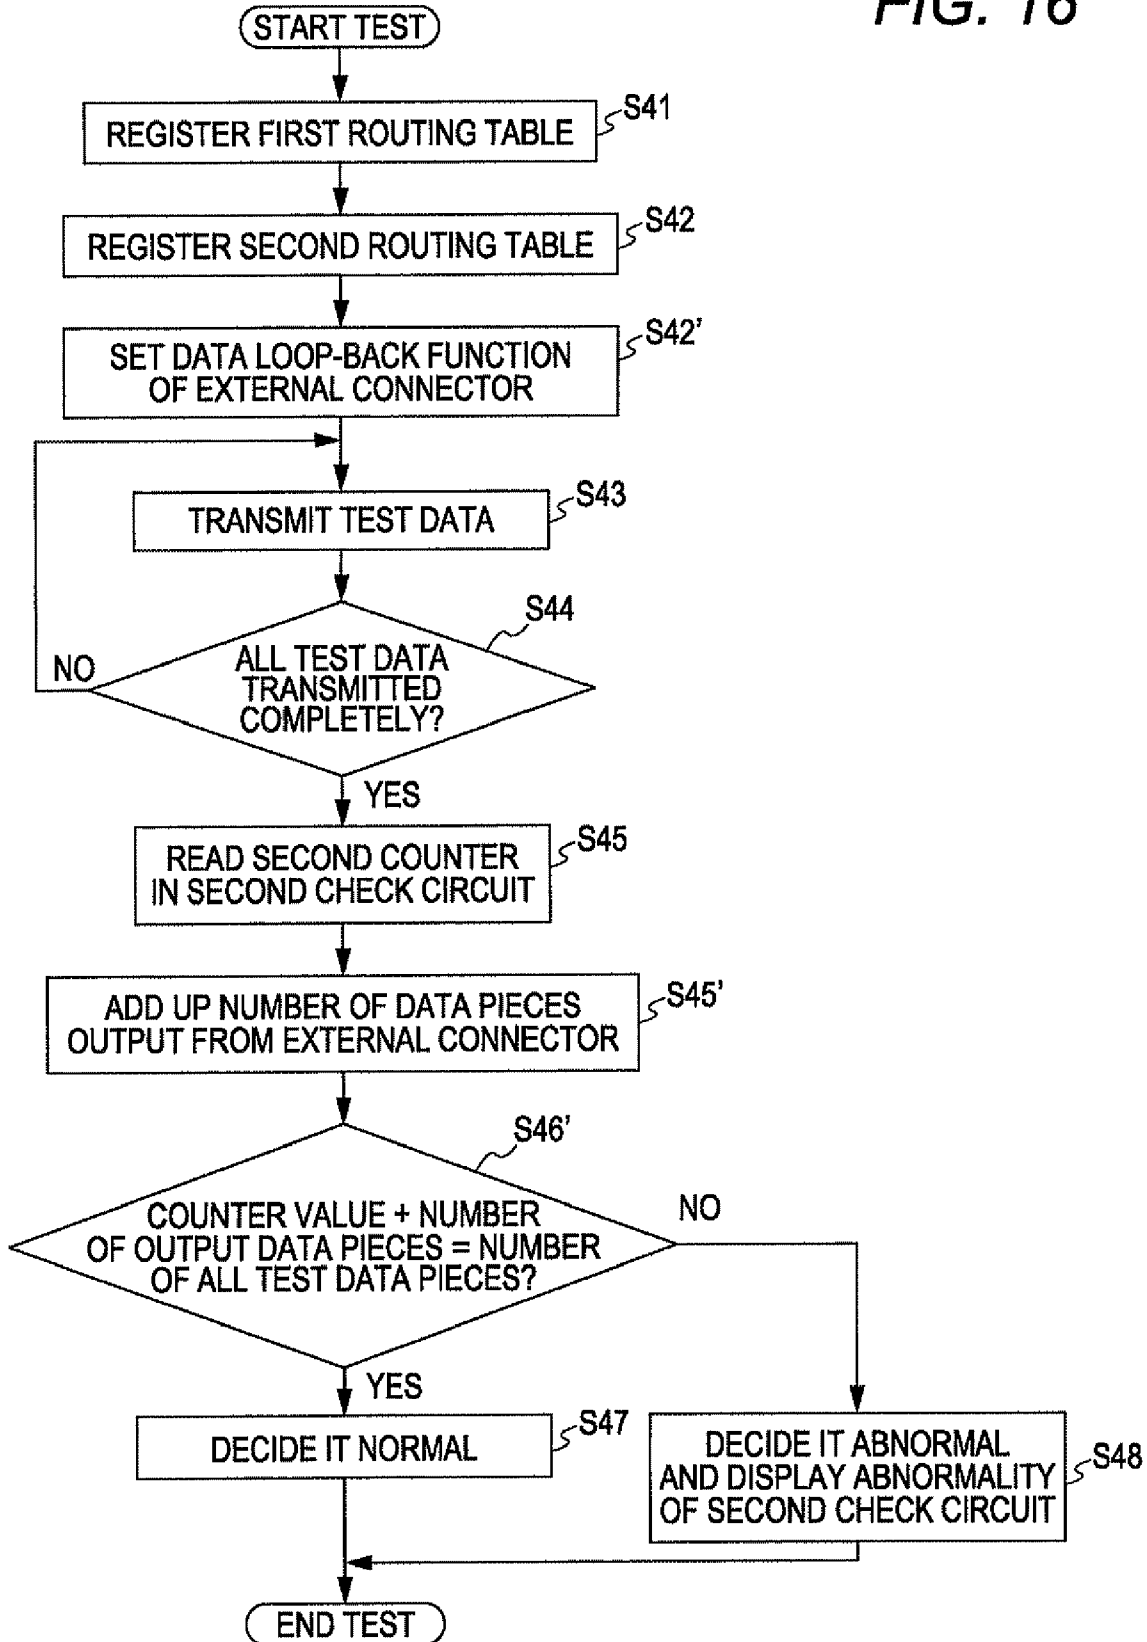 FIG. 16
START TEST
REGISTER FIRST ROUTING TABLE
S41
REGISTER SECOND ROUTING TABLE
S42
SET DATA LOOP-BACK FUNCTION
OF EXTERNAL CONNECTOR
S42'
TRANSMIT TEST DATA
S43
ALL TEST DATA
TRANSMITTED
COMPLETELY?
S44
NO
YES
READ SECOND COUNTER
IN SECOND CHECK CIRCUIT
S45
ADD UP NUMBER OF DATA PIECES
OUTPUT FROM EXTERNAL CONNECTOR
S45'
COUNTER VALUE + NUMBER
OF OUTPUT DATA PIECES = NUMBER
OF ALL TEST DATA PIECES?
S46'
NO
YES
DECIDE IT NORMAL
S47
DECIDE IT ABNORMAL
AND DISPLAY ABNORMALITY
OF SECOND CHECK CIRCUIT
S48
END TEST